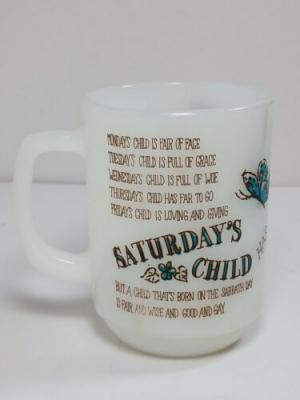 MONDAY'S CHILD IS FAIR OF FACE
TUESDAY'S CHILD IS FULL OF GRACE
WEDNESDAY'S CHILD IS FULL OF WOE
THURSDAY'S CHILD HAS FAR TO GO
FRIDAY'S CHILD IS LOVING AND GIVING
SATURDAY'S
CHILD
BUT A CHILD THAT'S BORN ON THE SABBATH DAY
IS FAIR AND WISE AND GOOD AND GAY